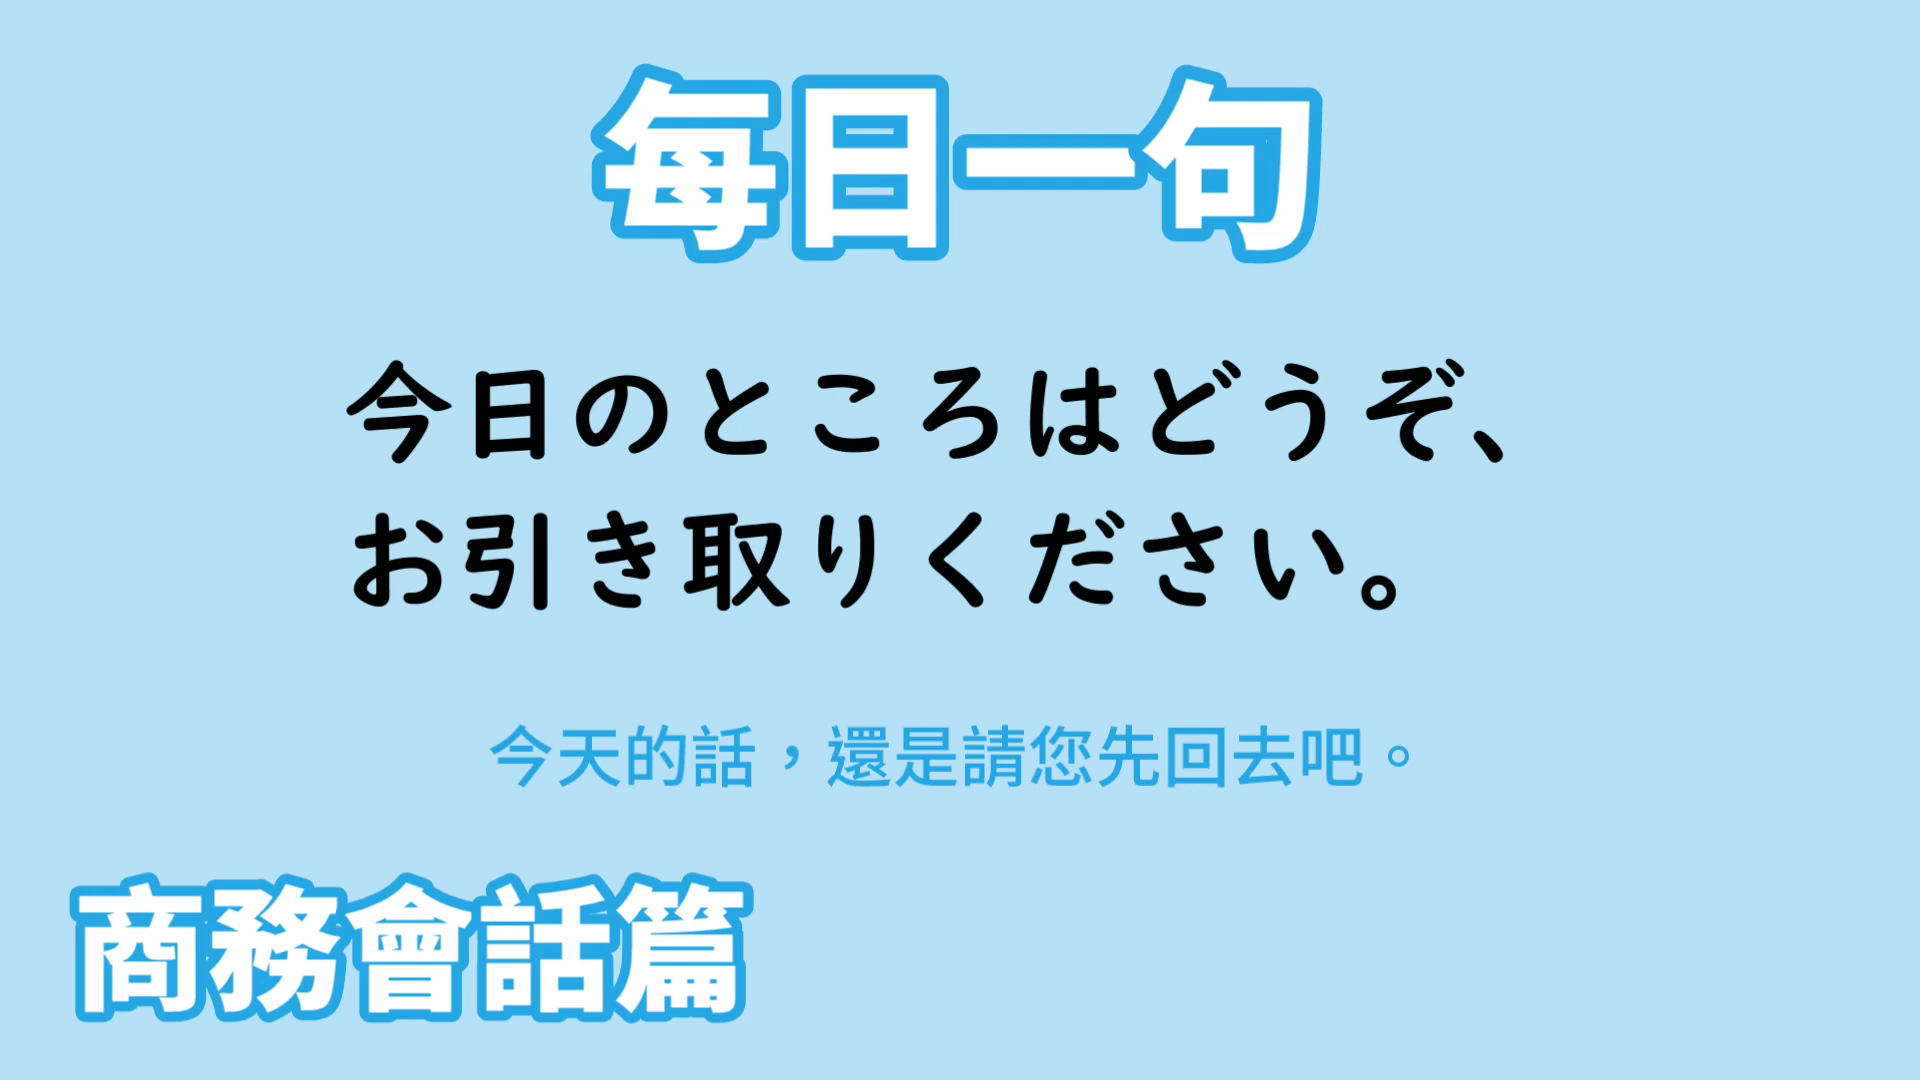 每日一句
今日のところはどうぞ、
お引き取りください。
今天的話，還是請您先回去吧。
商務會話篇